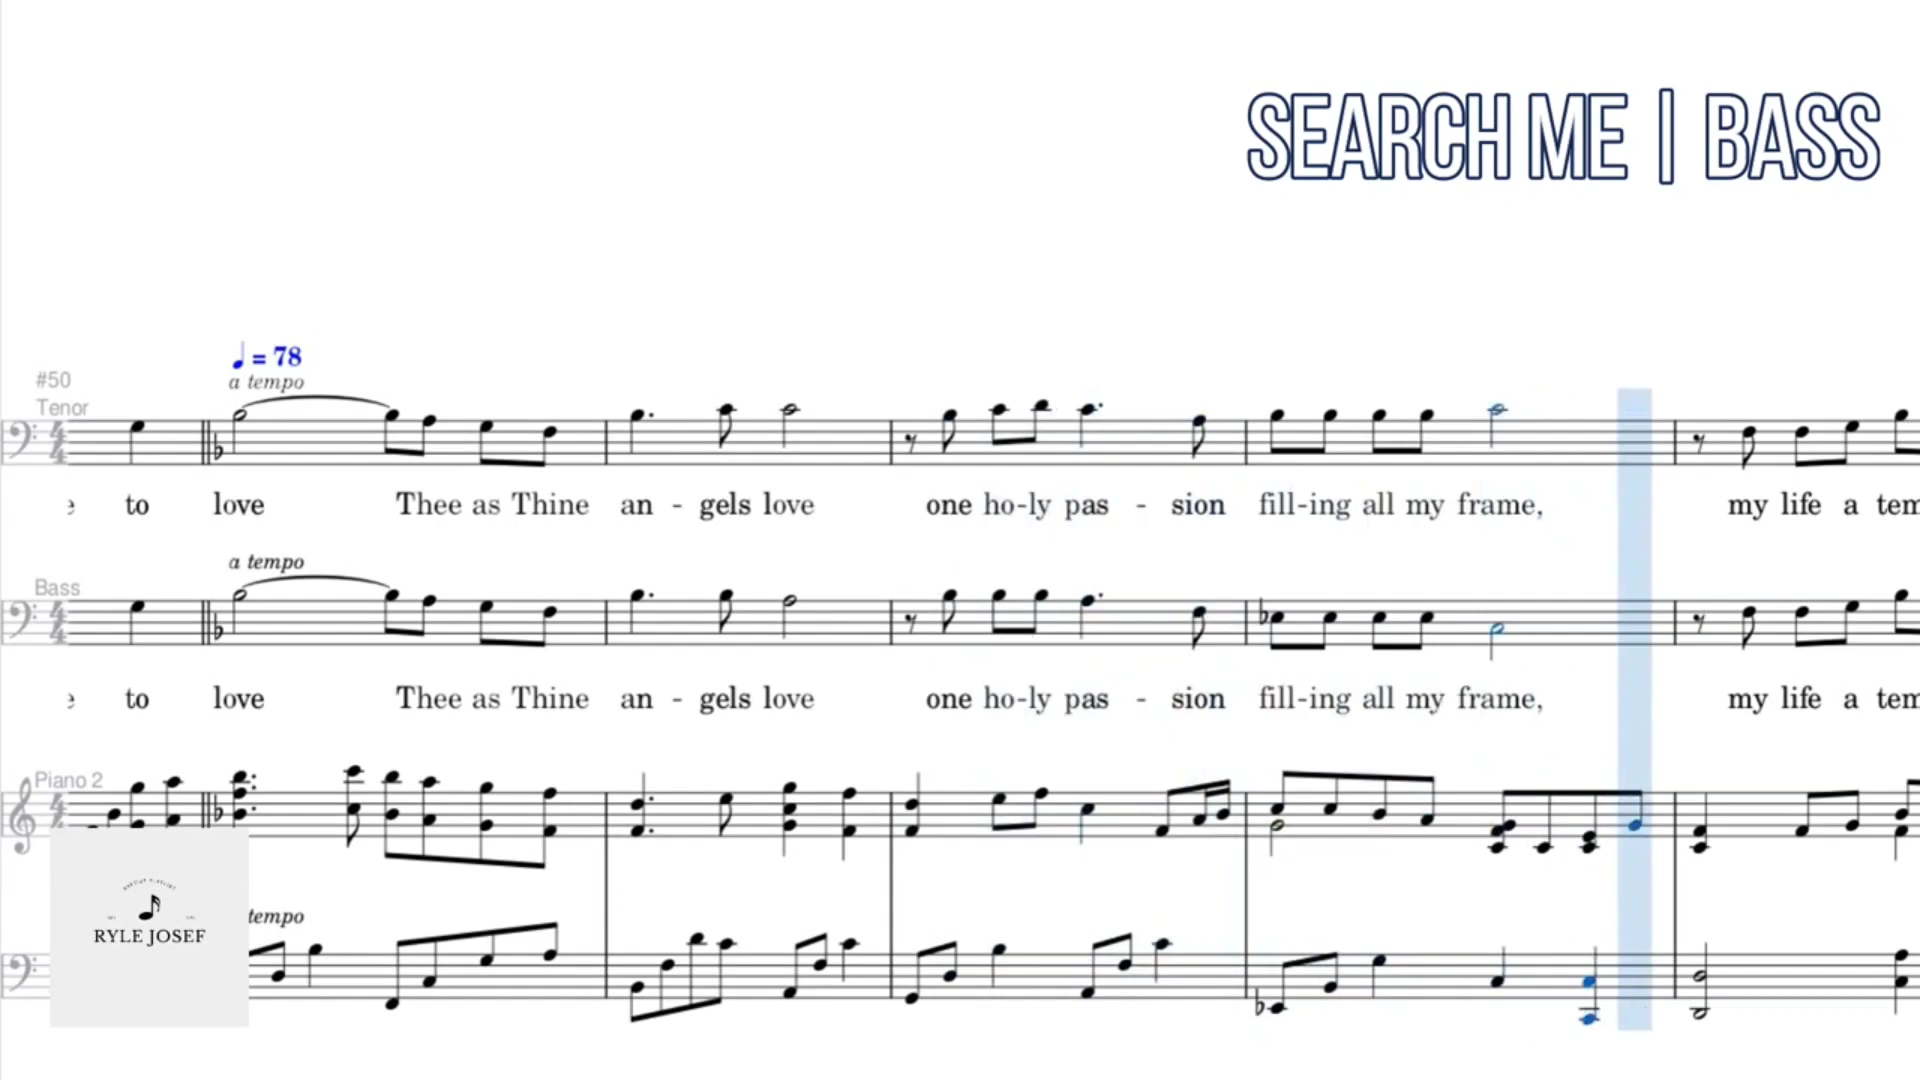 SEARCH ME | BASS
= 78
a tempo
#50
Tenor
to love Thee as Thine an - gels love one ho-ly pas - sion fill-ing all my frame, my life a tem
a tempo
Bass
to love Thee as Thine an - gels love one ho-ly pas - sion fill-ing all my frame, my life a tem
Piano 2
tempo
RYLE JOSEF